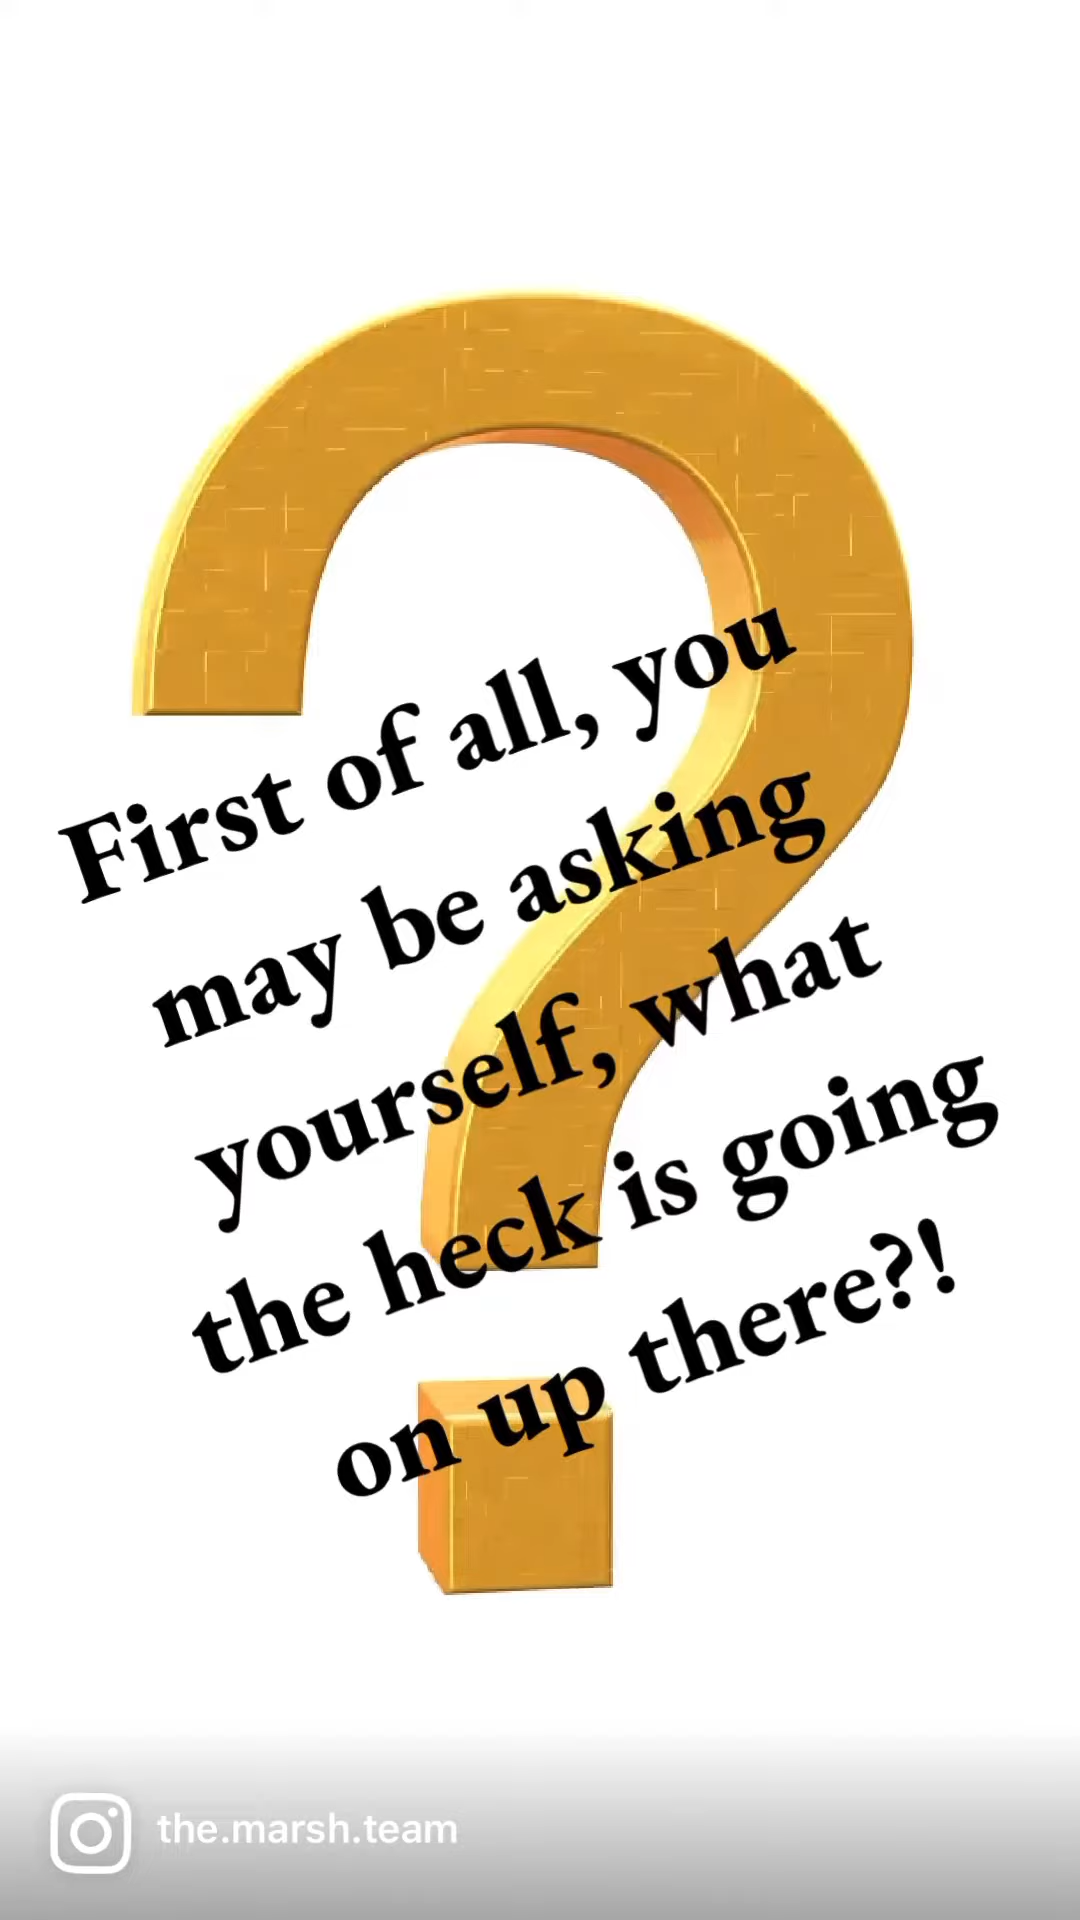 First of all, you
may be asking
yourself, what
the heck is going
on up there?!
the.marsh.team